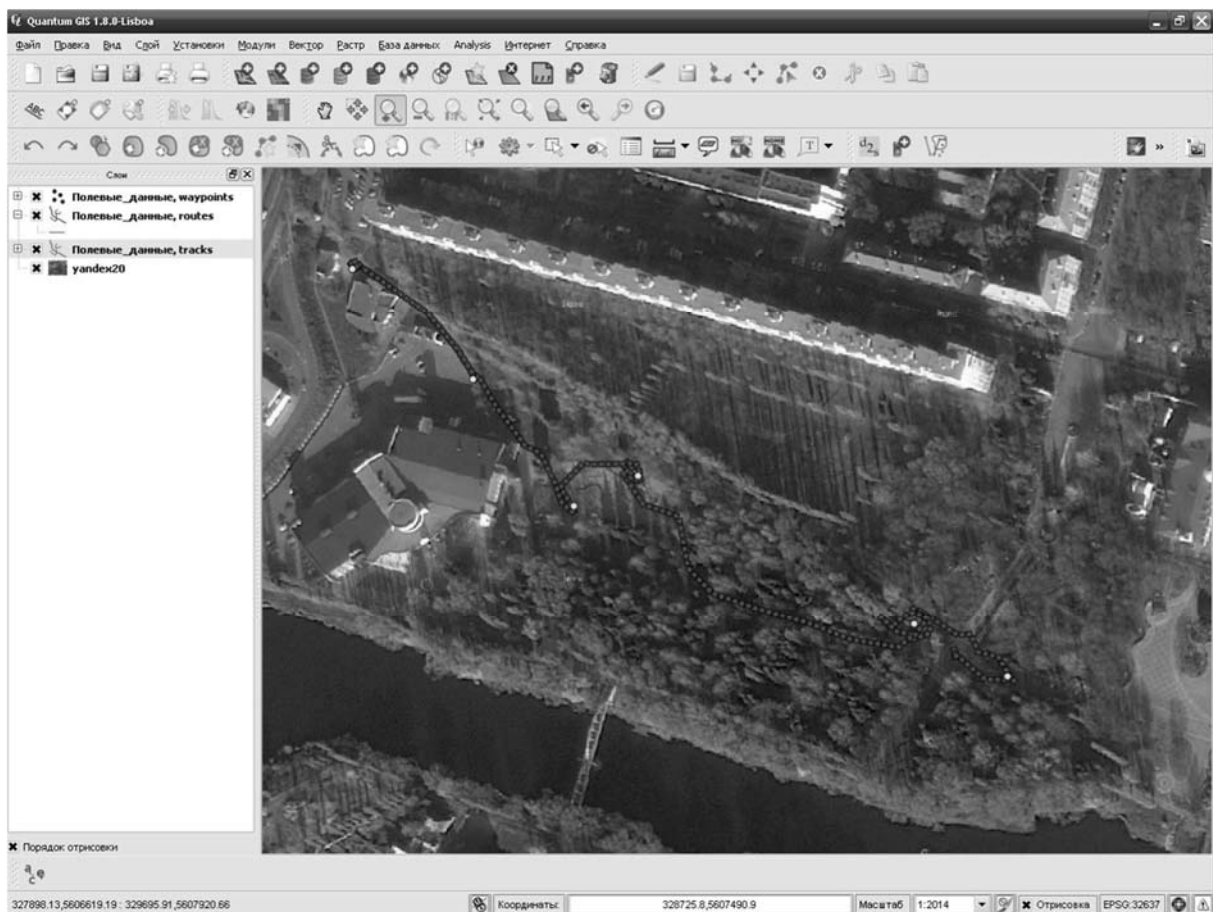 Quantum GIS 1.8.0-Lisboa
Файл Правка Вид Слой Установки Модули Вектор Растр База данных Analysis Интернет Справка
Слои
Полевые_данные, waypoints
Полевые_данные, routes
Полевые_данные, tracks
yandex20
Порядок отрисовки
327898.13,5606619.19 : 329695.91,5607920.66 Координаты: 328725.8,5607490.9 Масштаб 1:2014 Отрисовка EPSG:32637